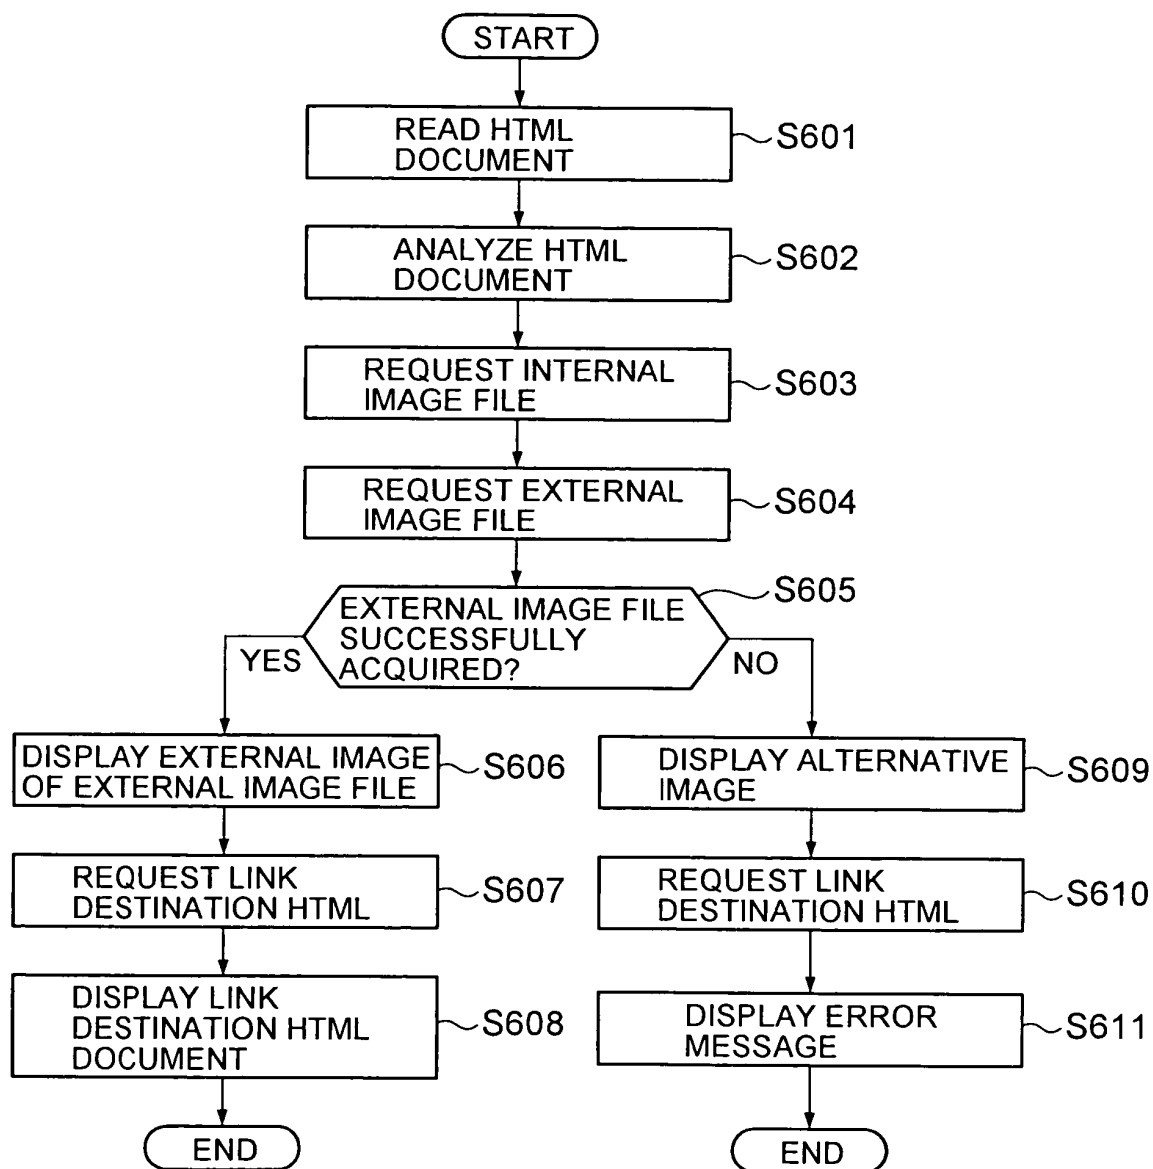 START
READ HTML
DOCUMENT
S601
ANALYZE HTML
DOCUMENT
S602
REQUEST INTERNAL
IMAGE FILE
S603
REQUEST EXTERNAL
IMAGE FILE
S604
EXTERNAL IMAGE FILE
SUCCESSFULLY
ACQUIRED?
S605
YES
NO
DISPLAY EXTERNAL IMAGE
OF EXTERNAL IMAGE FILE
S606
REQUEST LINK
DESTINATION HTML
S607
DISPLAY LINK
DESTINATION HTML
DOCUMENT
S608
END
DISPLAY ALTERNATIVE
IMAGE
S609
REQUEST LINK
DESTINATION HTML
S610
DISPLAY ERROR
MESSAGE
S611
END